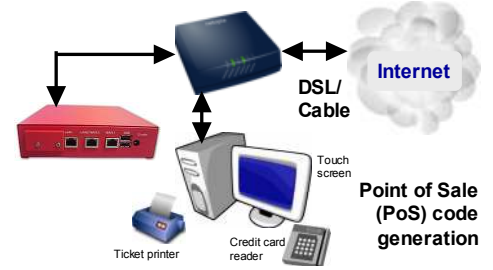 Internet
DSL/
Cable
Touch
screen
Point of Sale
(PoS) code
generation
Credit card
reader
Ticket printer